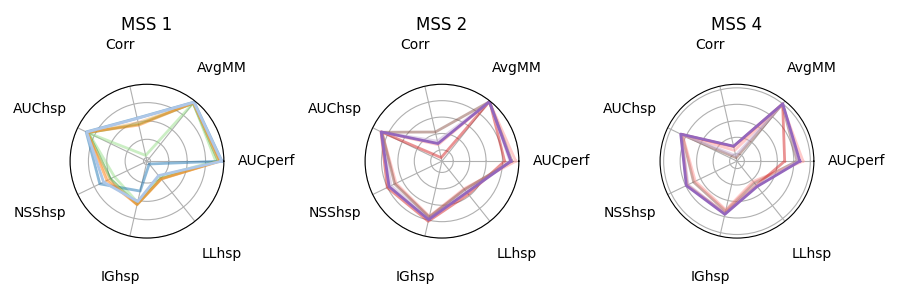 MSS 1
Corr
AvgMM
AUChsp
AUCperf
NSShsp
LLhsp
IGhsp
MSS 2
Corr
AvgMM
AUChsp
AUCperf
NSShsp
LLhsp
IGhsp
MSS 4
Corr
AvgMM
AUChsp
AUCperf
NSShsp
LLhsp
IGhsp